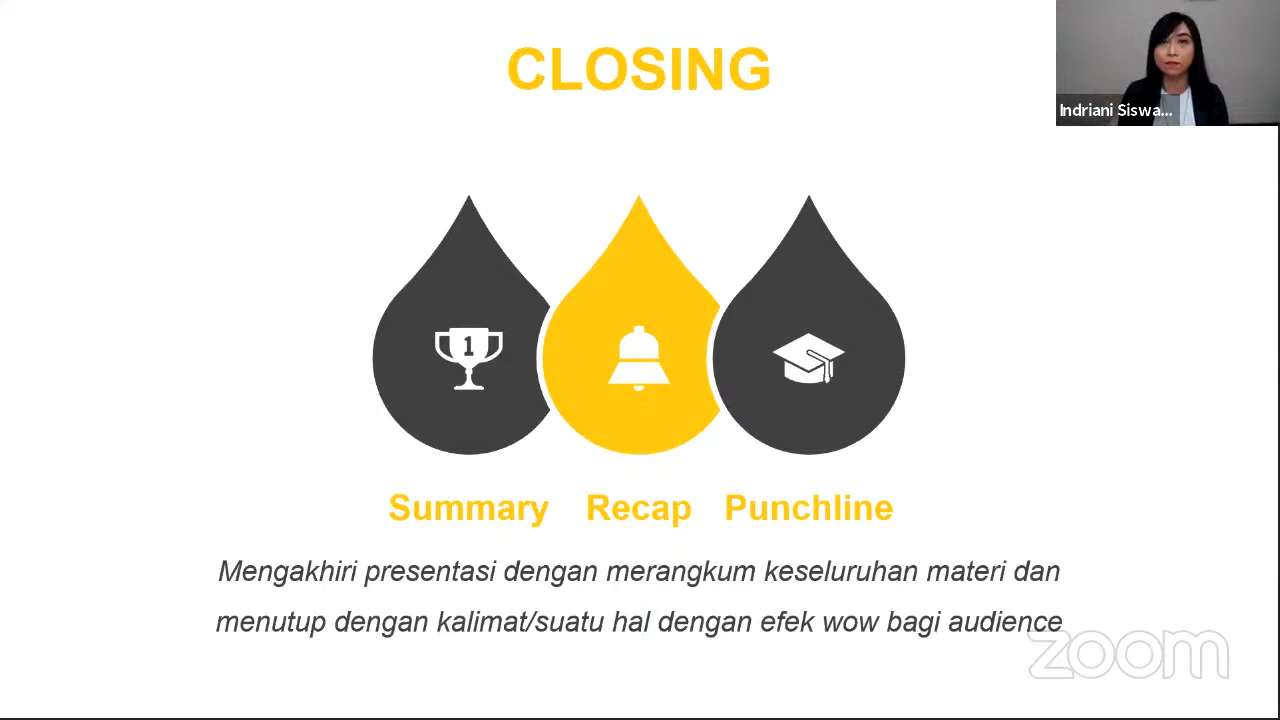 CLOSING
Indriani Siswa...
1
Summary Recap Punchline
Mengakhiri presentasi dengan merangkum keseluruhan materi dan
menutup dengan kalimat/suatu hal dengan efek wow bagi audience
zoom